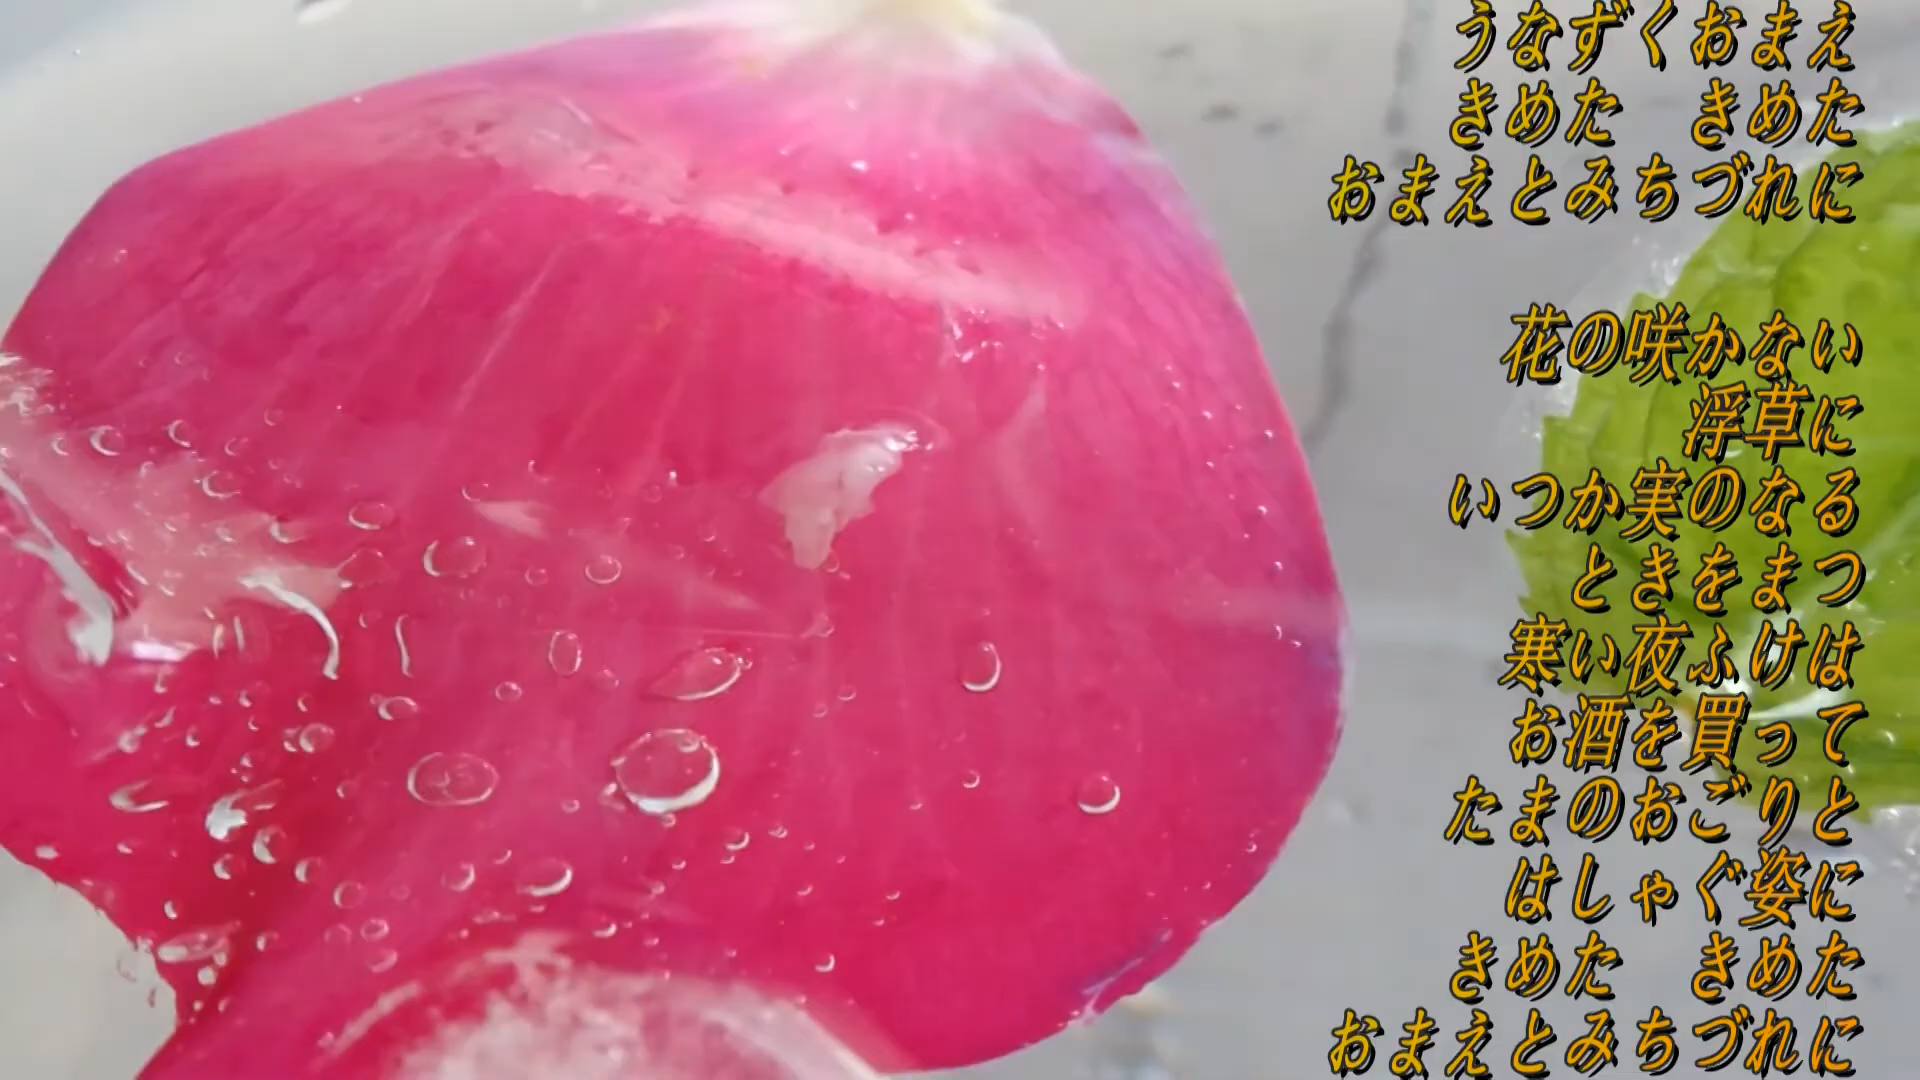 うなずくおまえ
きめた　きめた
おまえとみちづれに
花の咲かない
浮草に
いつか実のなる
ときをまつ
寒い夜ふけは
お酒を買って
たまのおごりと
はしゃぐ姿に
きめた　きめた
おまえとみちづれに